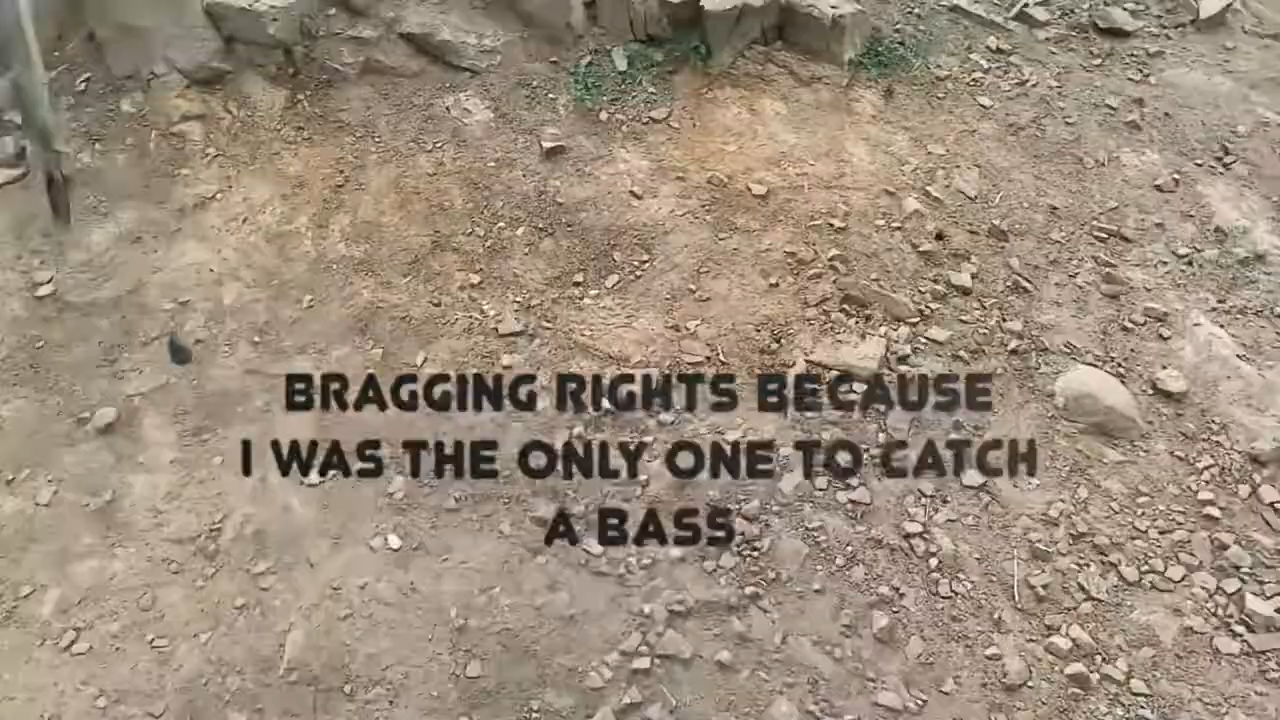 BRAGGING RIGHTS BECAUSE
I WAS THE ONLY ONE TO CATCH
A BASS